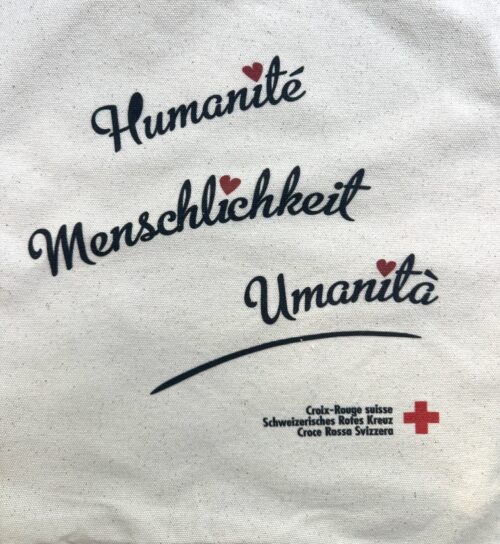 Humanité
Menschlichkeit
Umanità
Croix-Rouge suisse
Schweizerisches Rotes Kreuz
Croce Rossa Svizzera